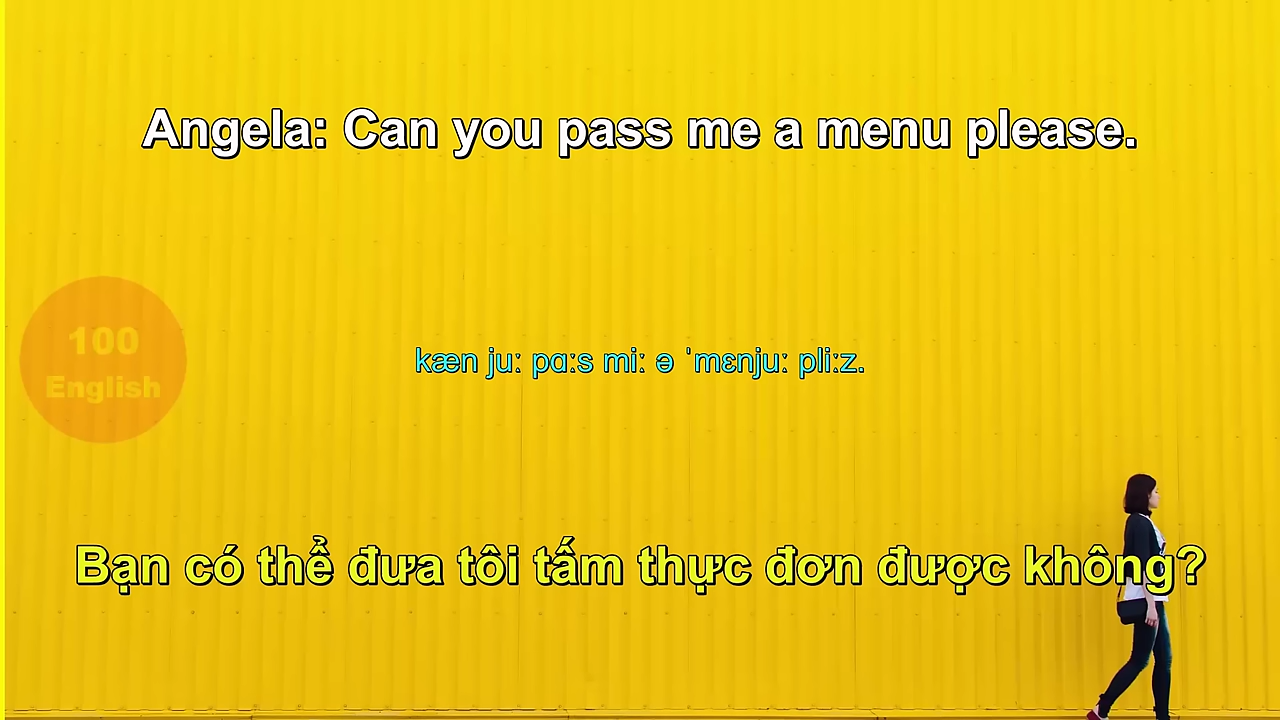 Angela: Can you pass me a menu please.
100
English
kæn juː pɑːs miː ə ˈmɛnjuː pliːz.
Bạn có thể đưa tôi tấm thực đơn được không?